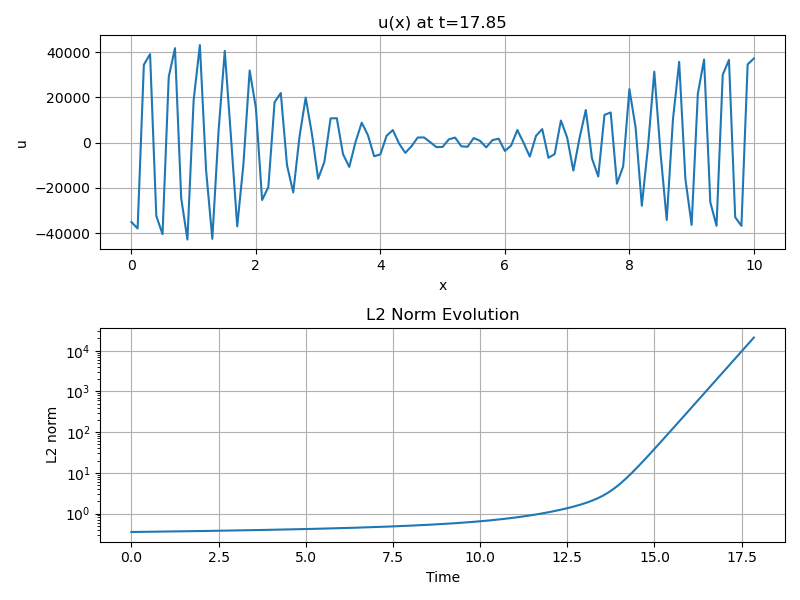 u(x) at t=17.85
40000
20000
0
−20000
−40000
u
0 2 4 6 8 10
x
L2 Norm Evolution
10⁴
10³
10²
10¹
10⁰
L2 norm
0.0 2.5 5.0 7.5 10.0 12.5 15.0 17.5
Time